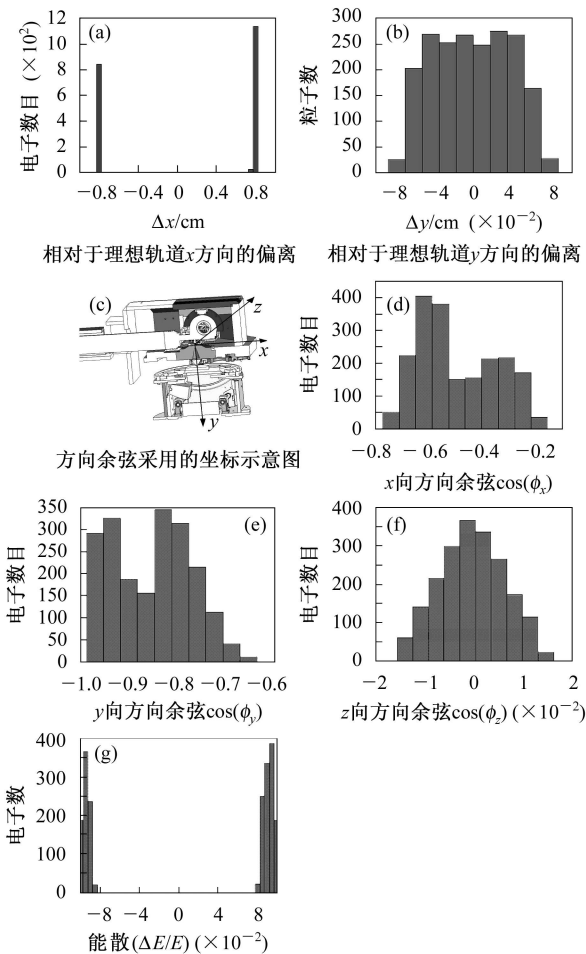 12
(a)
10
8
6
4
2
0
电子数目 (×10²)
−0.8 −0.4 0 0.4 0.8
Δx/cm
相对于理想轨道x方向的偏离
300
(b)
250
200
150
100
50
0
粒子数
−8 −4 0 4 8
Δy/cm (×10⁻²)
相对于理想轨道y方向的偏离
(c)
z
x
y
方向余弦采用的坐标示意图
400
(d)
300
200
100
0
电子数目
−0.8 −0.6 −0.4 −0.2
x向方向余弦cos(ϕx)
350
(e)
300
250
200
150
100
50
0
电子数目
−1.0 −0.9 −0.8 −0.7 −0.6
y向方向余弦cos(ϕy)
400
(f)
300
200
100
0
电子数目
−2 −1 0 1 2
z向方向余弦cos(ϕz) (×10⁻²)
400
(g)
300
200
100
0
电子数
−8 −4 0 4 8
能散(ΔE/E) (×10⁻²)